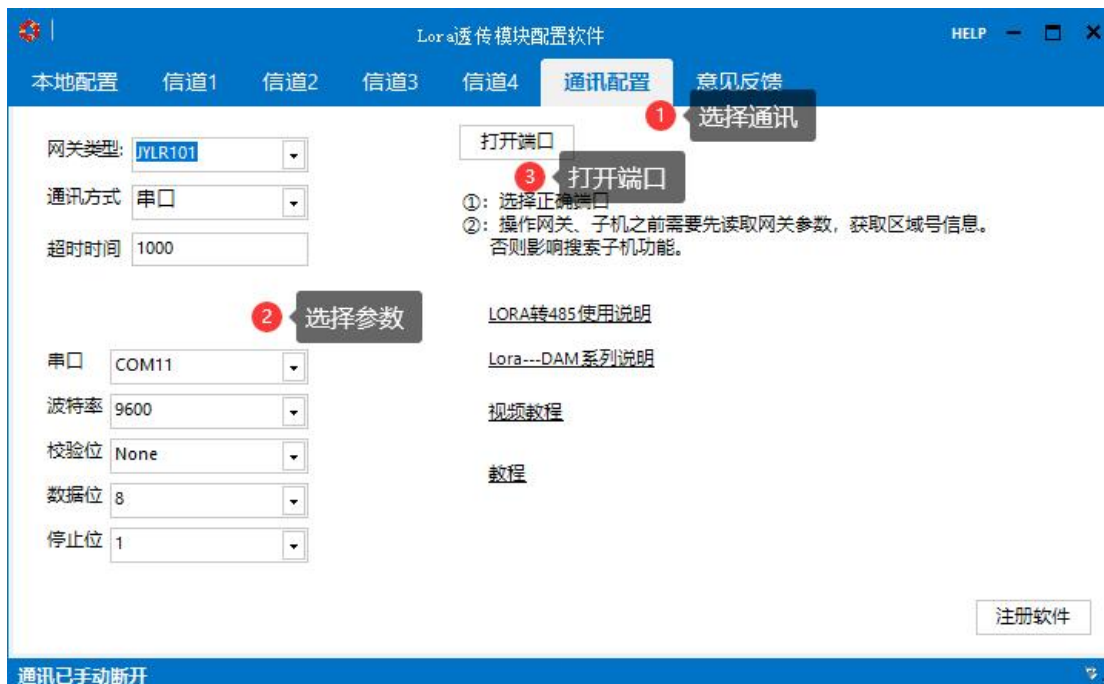 Lora透传模块配置软件
HELP
本地配置 信道1 信道2 信道3 信道4 通讯配置 意见反馈
1 选择通讯
网关类型: JYLR101
打开端口
3 打开端口
通讯方式 串口
①：选择正确端口
②：操作网关、子机之前需要先读取网关参数，获取区域号信息。
否则影响搜索子机功能。
超时时间 1000
2 选择参数
LORA转485使用说明
串口 COM11
Lora---DAM系列说明
波特率 9600
视频教程
校验位 None
教程
数据位 8
停止位 1
注册软件
通讯已手动断开